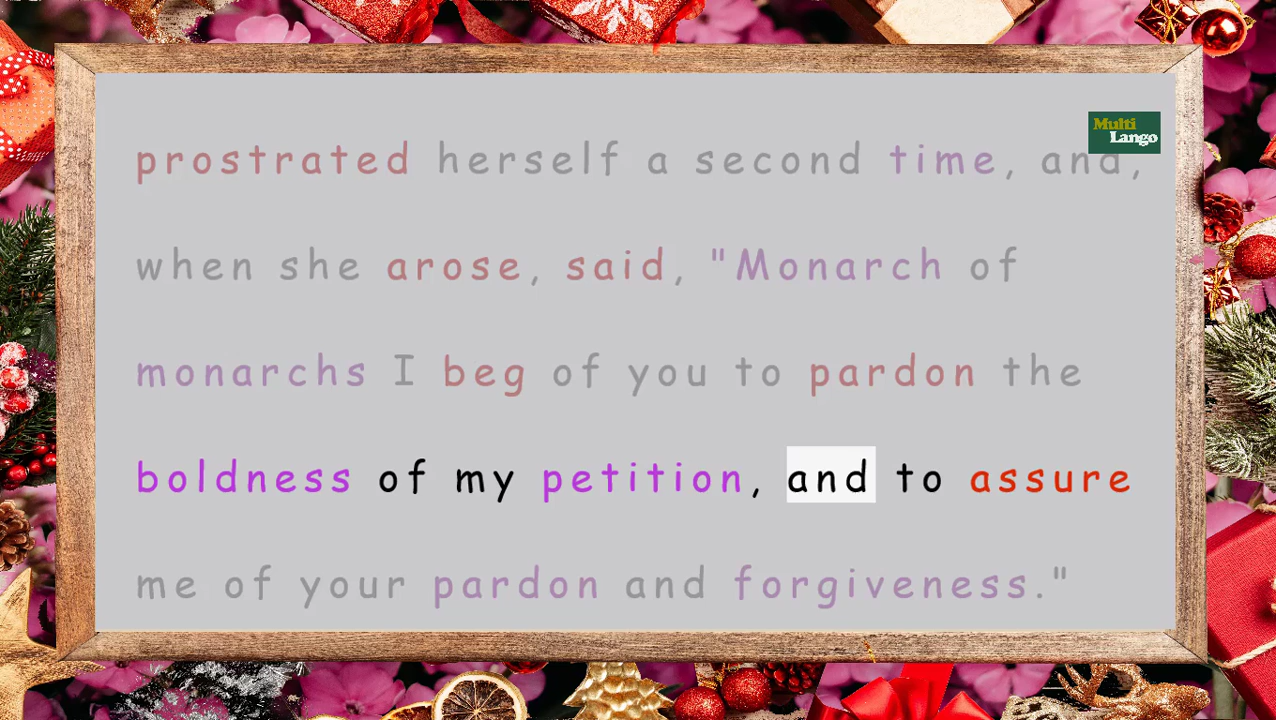 Multi
Lango
prostrated herself a second time, and,
when she arose, said, "Monarch of
monarchs I beg of you to pardon the
boldness of my petition, and to assure
me of your pardon and forgiveness."